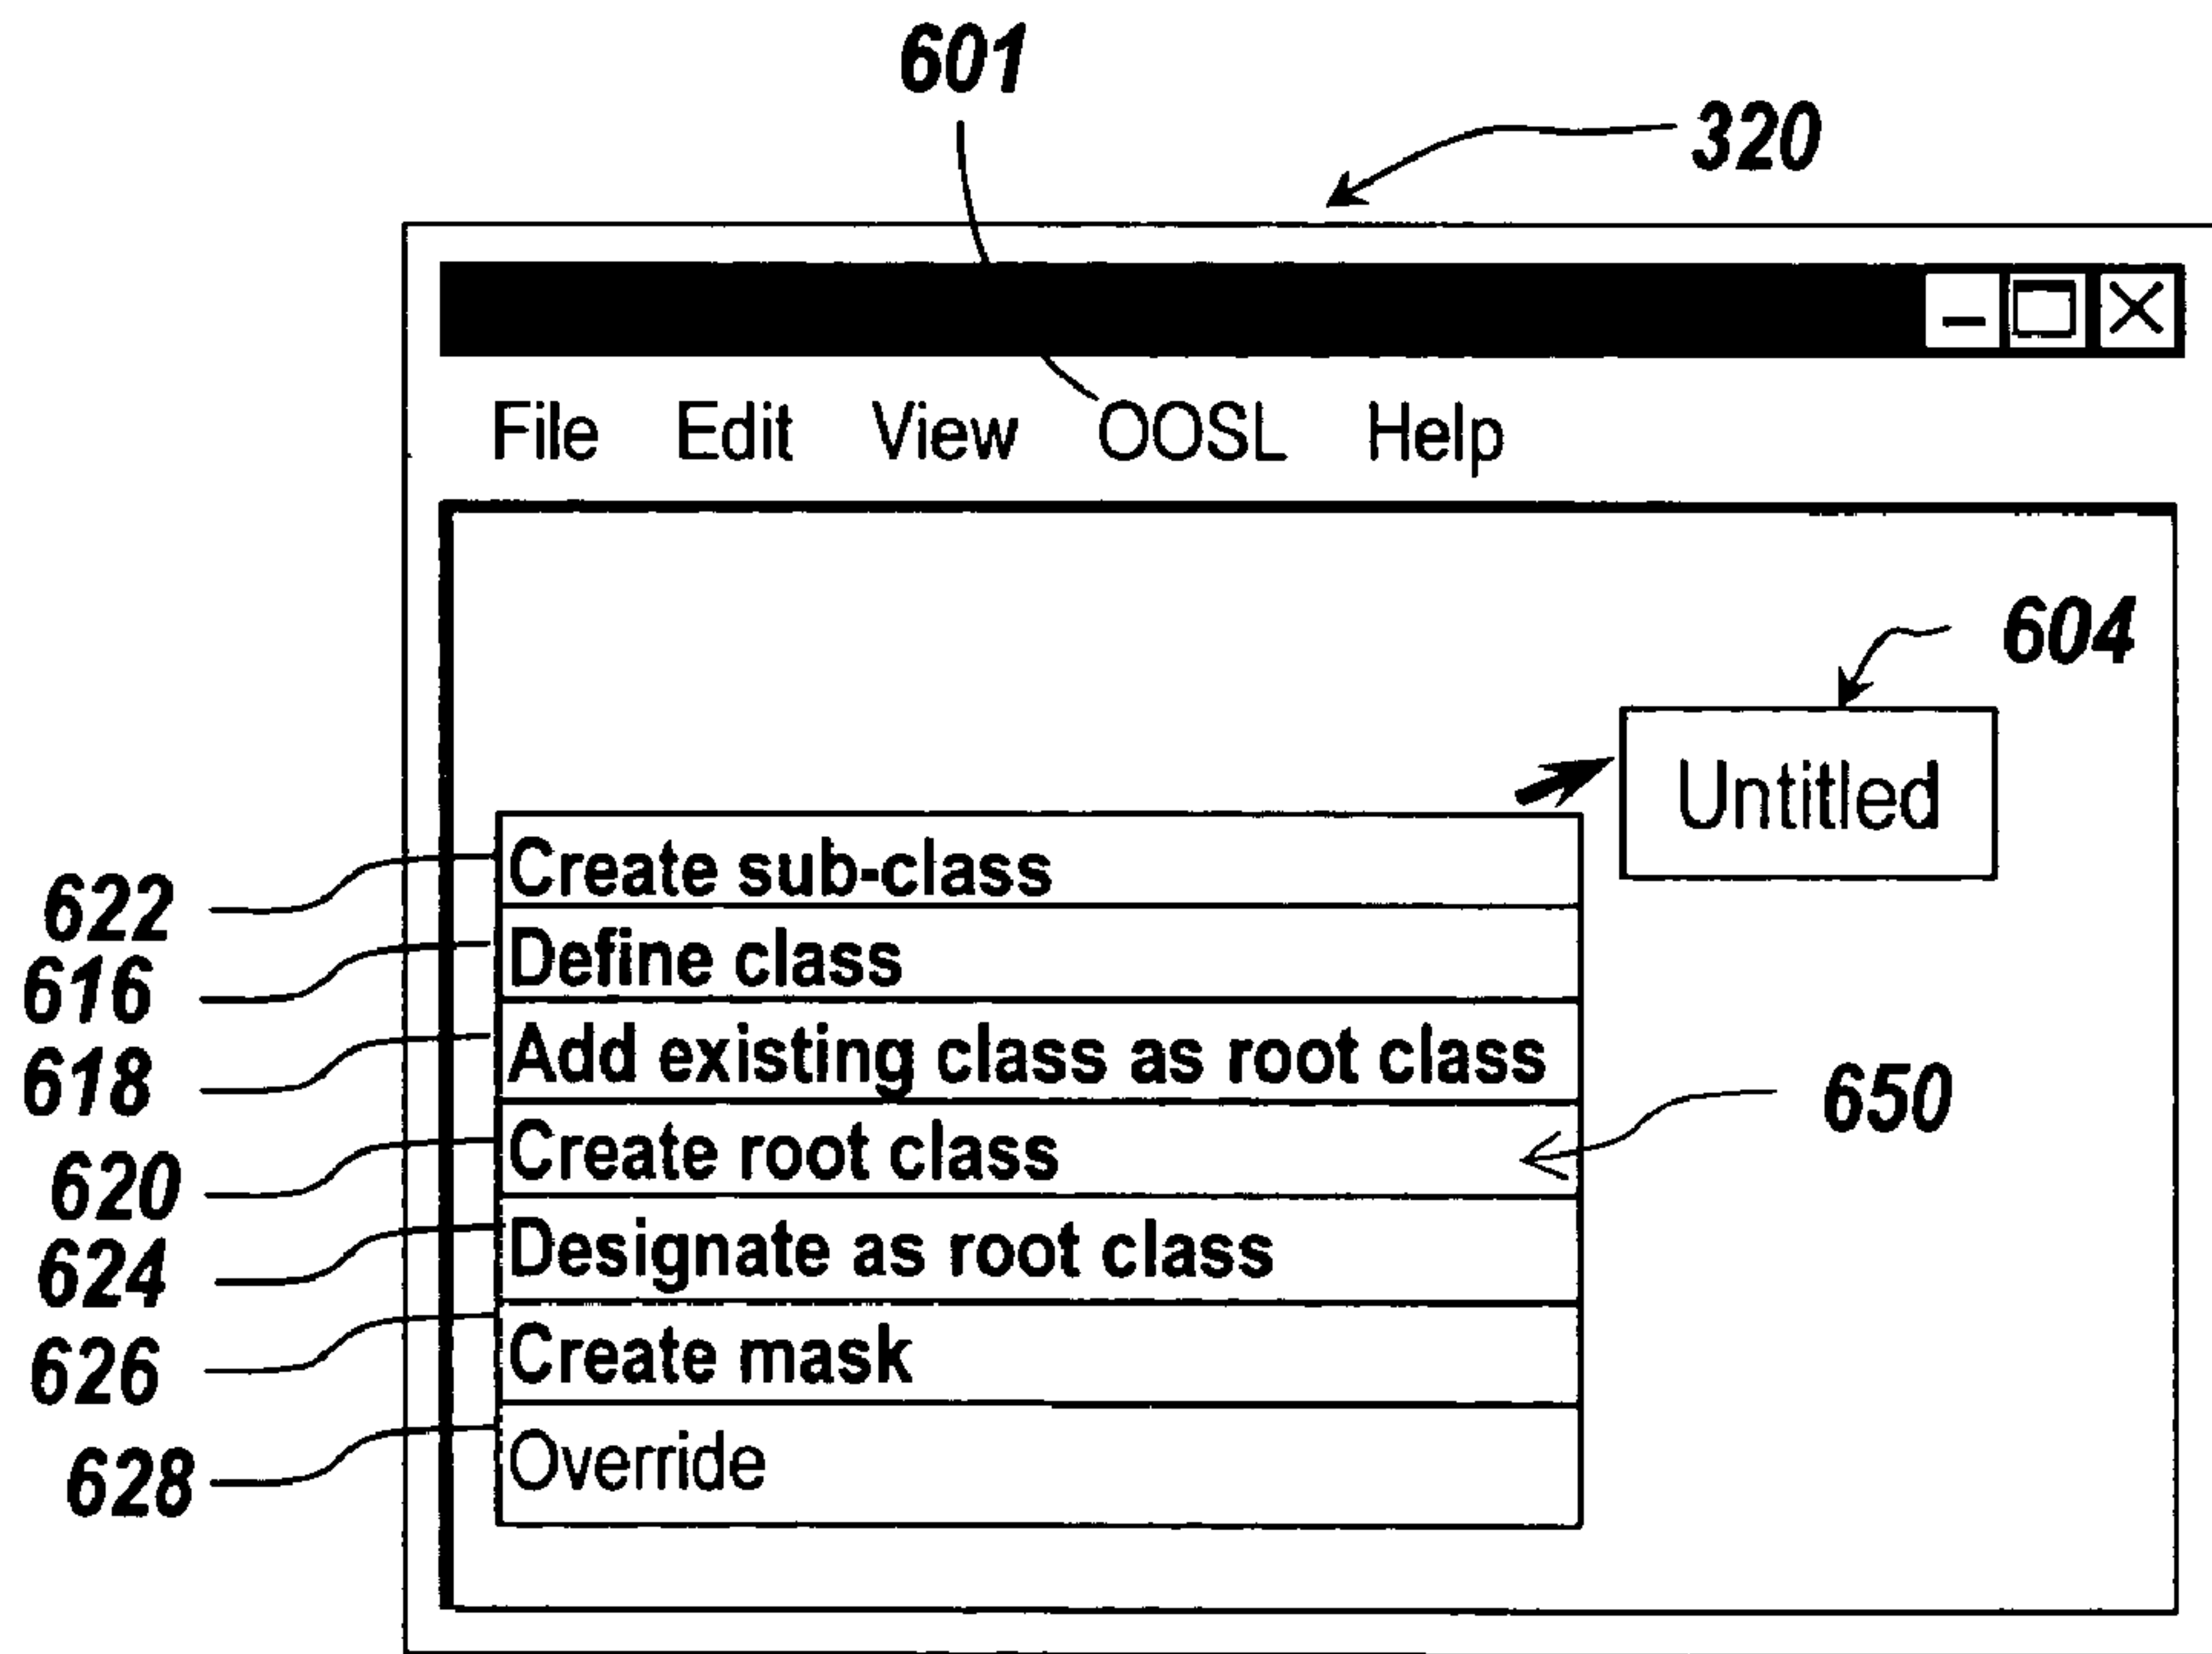 601
320
File Edit View OOSL Help
604
Untitled
622 Create sub-class
616 Define class
618 Add existing class as root class
650
620 Create root class
624 Designate as root class
626 Create mask
628 Override